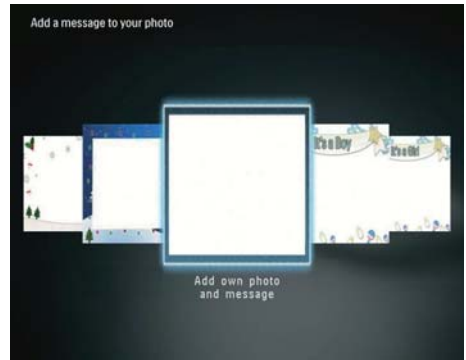 Add a message to your photo
It's a Boy
It's a Girl
Add own photo
and message